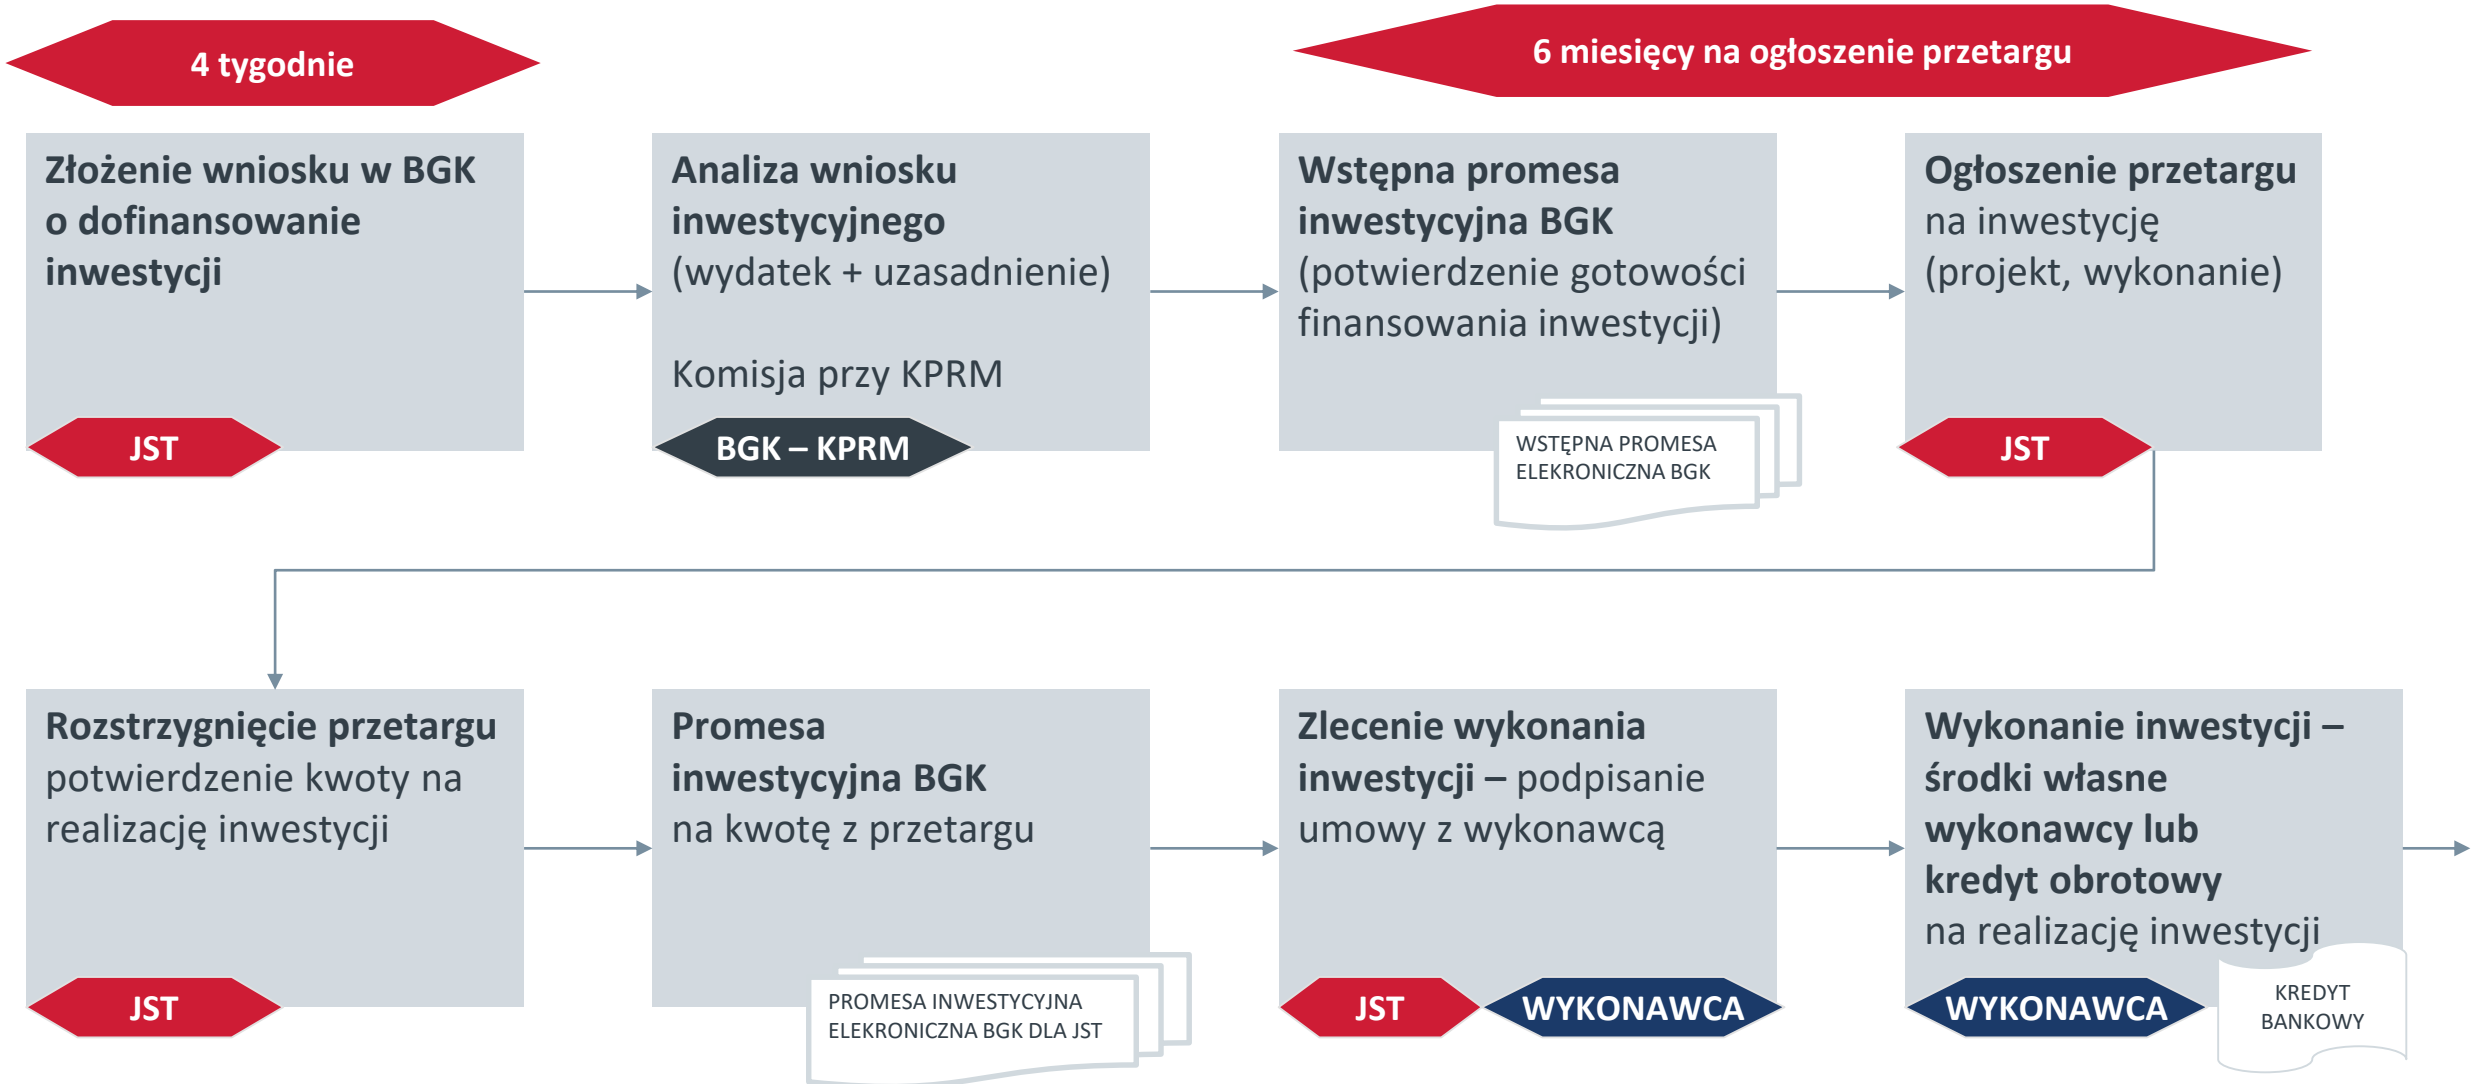 4 tygodnie
6 miesięcy na ogłoszenie przetargu
Złożenie wniosku w BGK
o dofinansowanie
inwestycji
JST
Analiza wniosku
inwestycyjnego
(wydatek + uzasadnienie)
Komisja przy KPRM
BGK – KPRM
Wstępna promesa
inwestycyjna BGK
(potwierdzenie gotowości
finansowania inwestycji)
WSTĘPNA PROMESA
ELEKRONICZNA BGK
Ogłoszenie przetargu
na inwestycję
(projekt, wykonanie)
JST
Rozstrzygnięcie przetargu
potwierdzenie kwoty na
realizację inwestycji
JST
Promesa
inwestycyjna BGK
na kwotę z przetargu
PROMESA INWESTYCYJNA
ELEKRONICZNA BGK DLA JST
Zlecenie wykonania
inwestycji – podpisanie
umowy z wykonawcą
JST
WYKONAWCA
Wykonanie inwestycji –
środki własne
wykonawcy lub
kredyt obrotowy
na realizację inwestycji
WYKONAWCA
KREDYT
BANKOWY